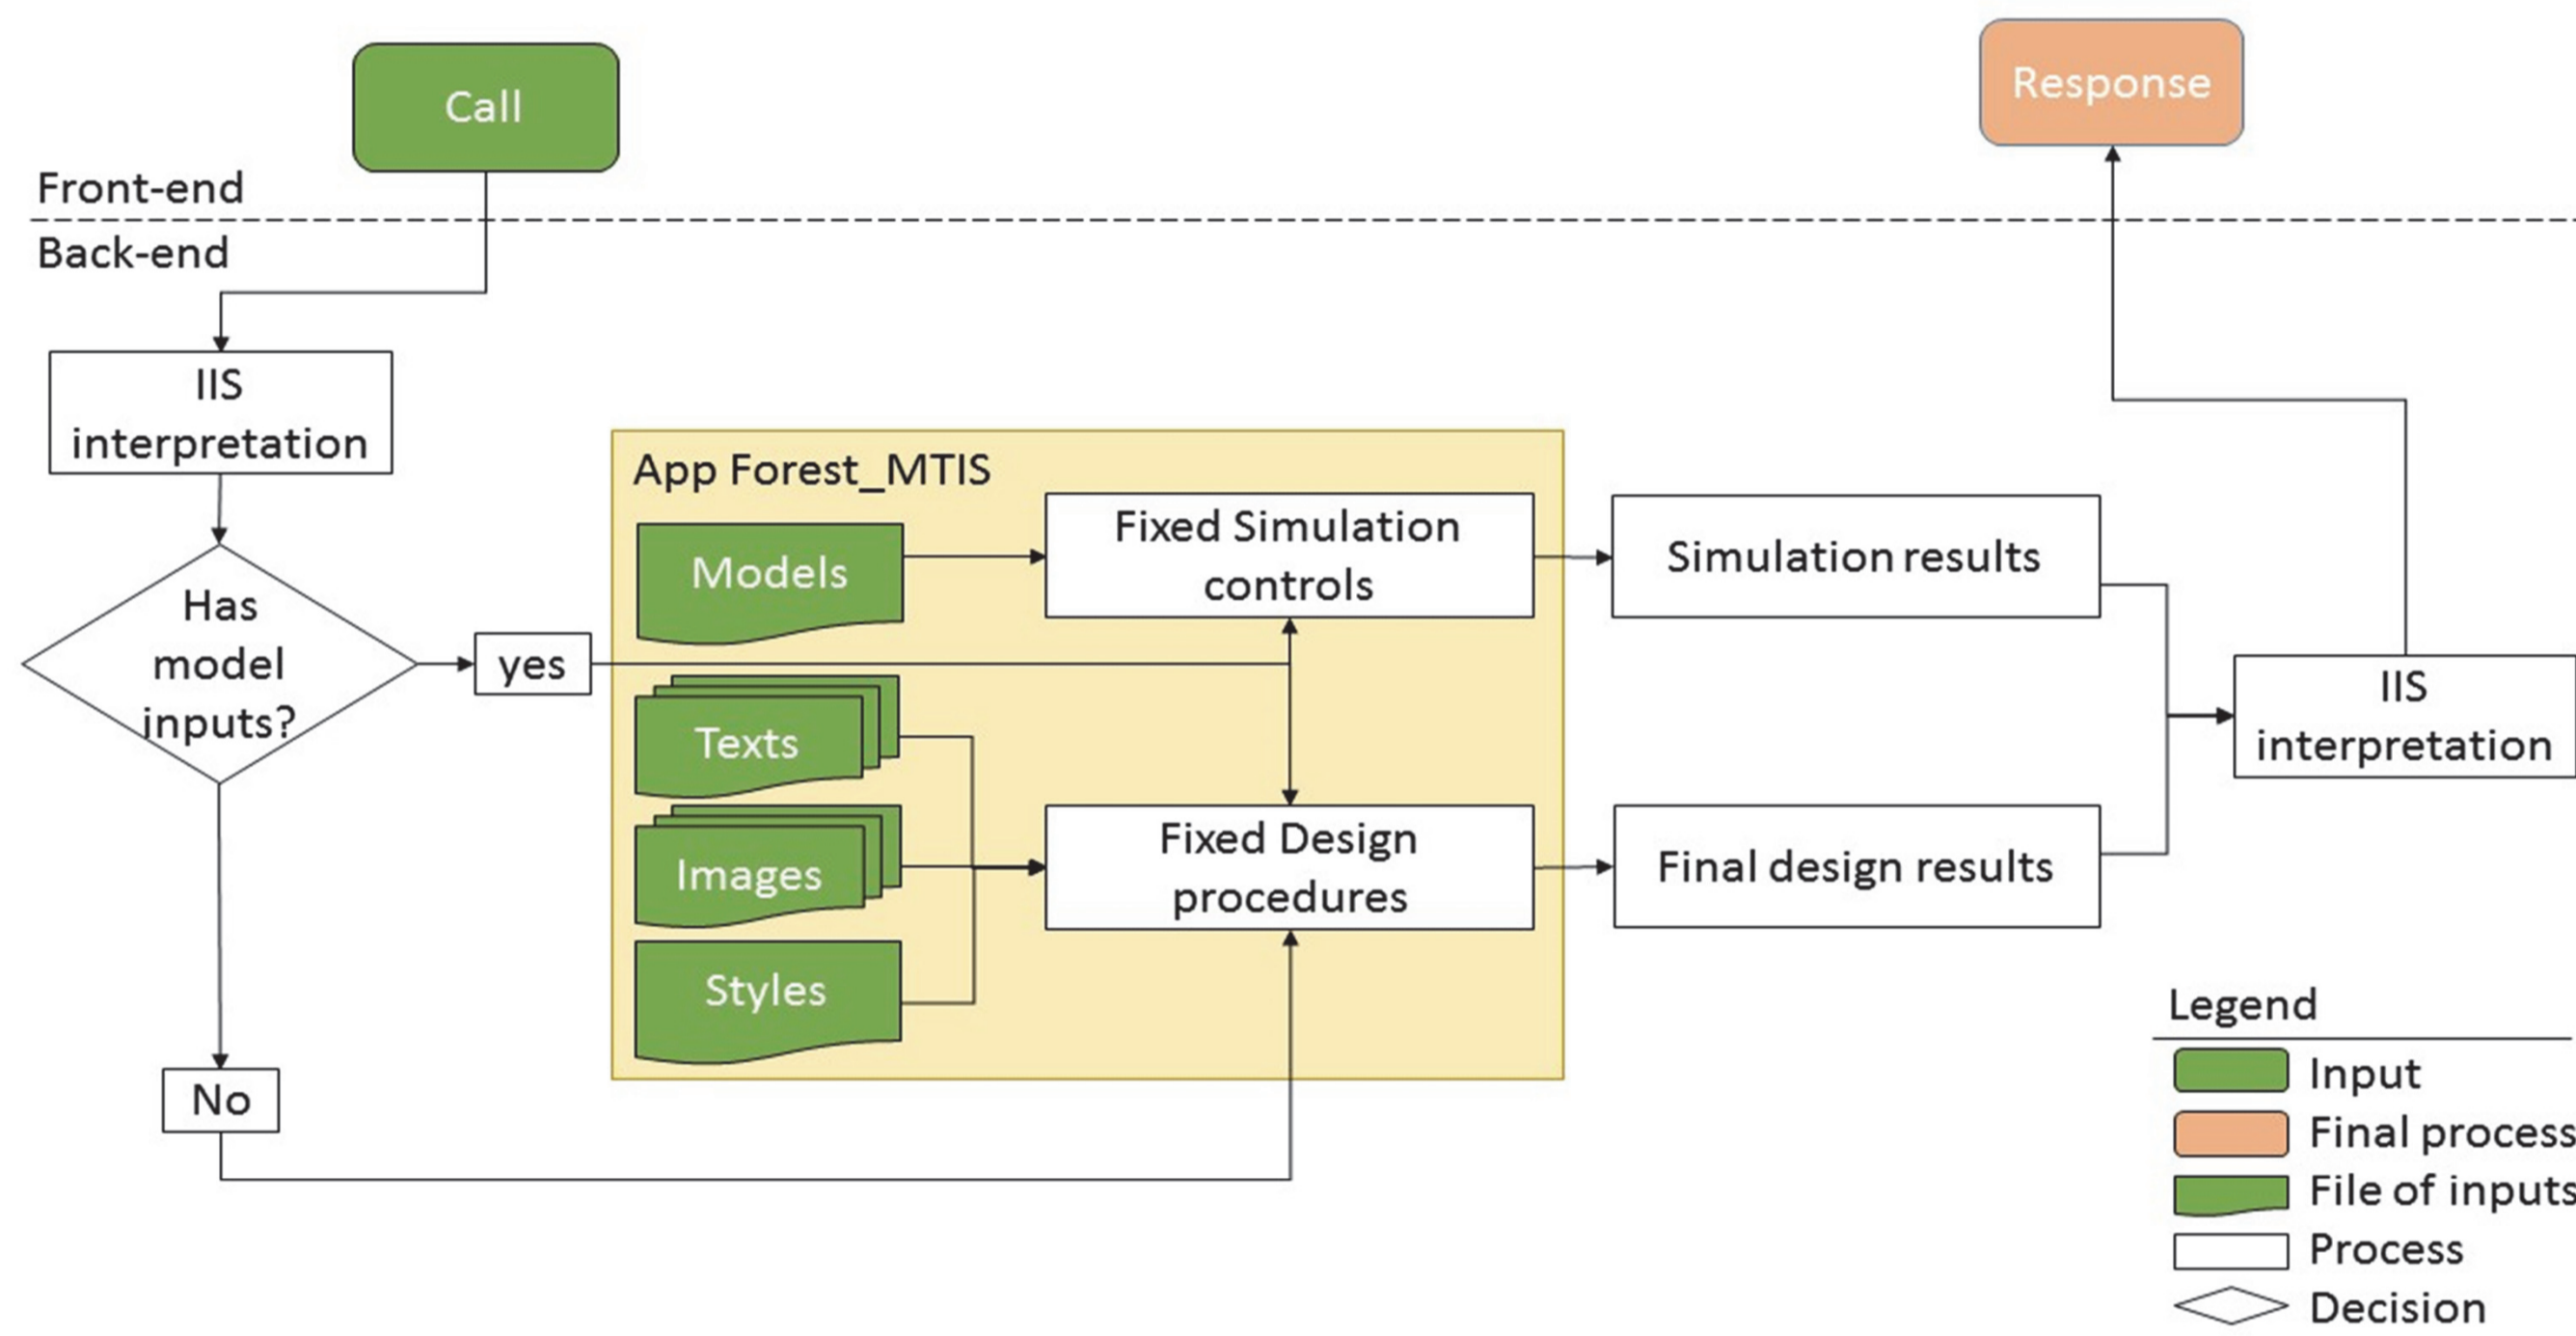 Call
Response
Front-end
Back-end
IIS
interpretation
Has
model
inputs?
yes
No
App Forest_MTIS
Models
Texts
Images
Styles
Fixed Simulation
controls
Fixed Design
procedures
Simulation results
Final design results
IIS
interpretation
Legend
Input
Final process
File of inputs
Process
Decision